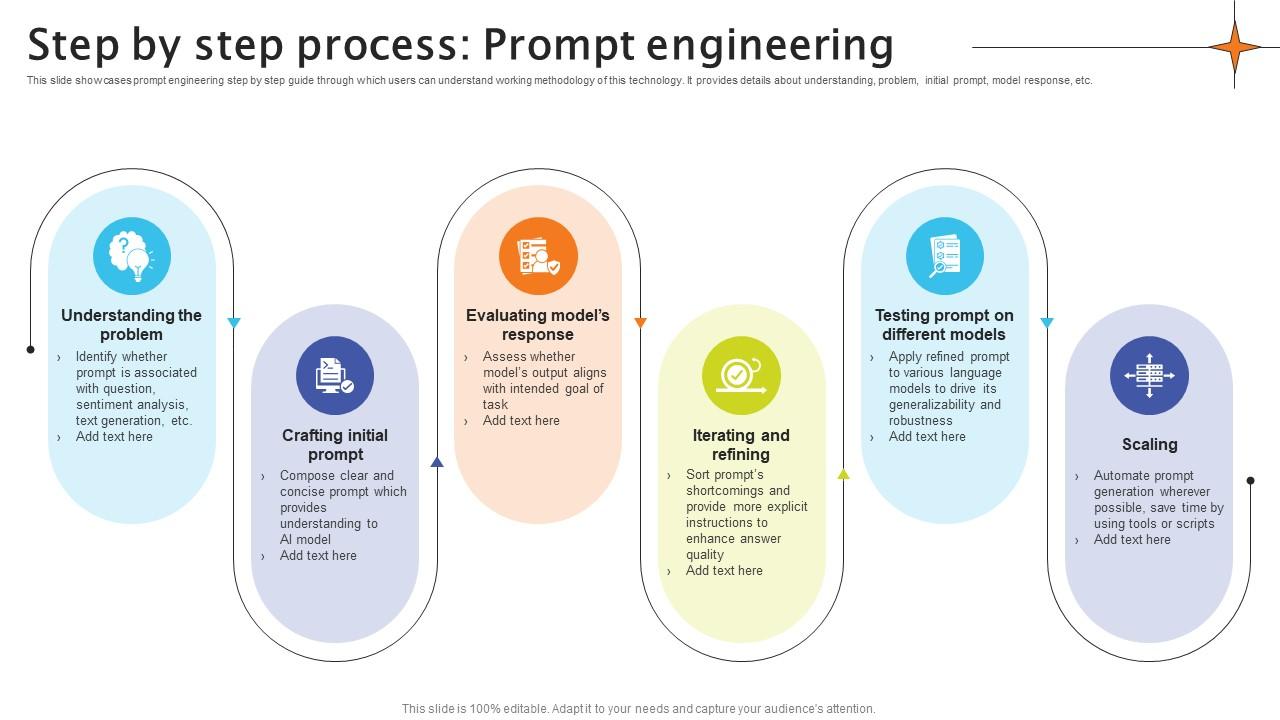 Step by step process: Prompt engineering
This slide showcases prompt engineering step by step guide through which users can understand working methodology of this technology. It provides details about understanding, problem, initial prompt, model response, etc.
Understanding the
problem
› Identify whether
prompt is associated
with question,
sentiment analysis,
text generation, etc.
› Add text here
Crafting initial
prompt
› Compose clear and
concise prompt which
provides
understanding to
AI model
› Add text here
Evaluating model's
response
› Assess whether
model's output aligns
with intended goal of
task
› Add text here
Iterating and
refining
› Sort prompt's
shortcomings and
provide more explicit
instructions to
enhance answer
quality
› Add text here
Testing prompt on
different models
› Apply refined prompt
to various language
models to drive its
generalizability and
robustness
› Add text here
Scaling
› Automate prompt
generation wherever
possible, save time by
using tools or scripts
› Add text here
This slide is 100% editable. Adapt it to your needs and capture your audience's attention.